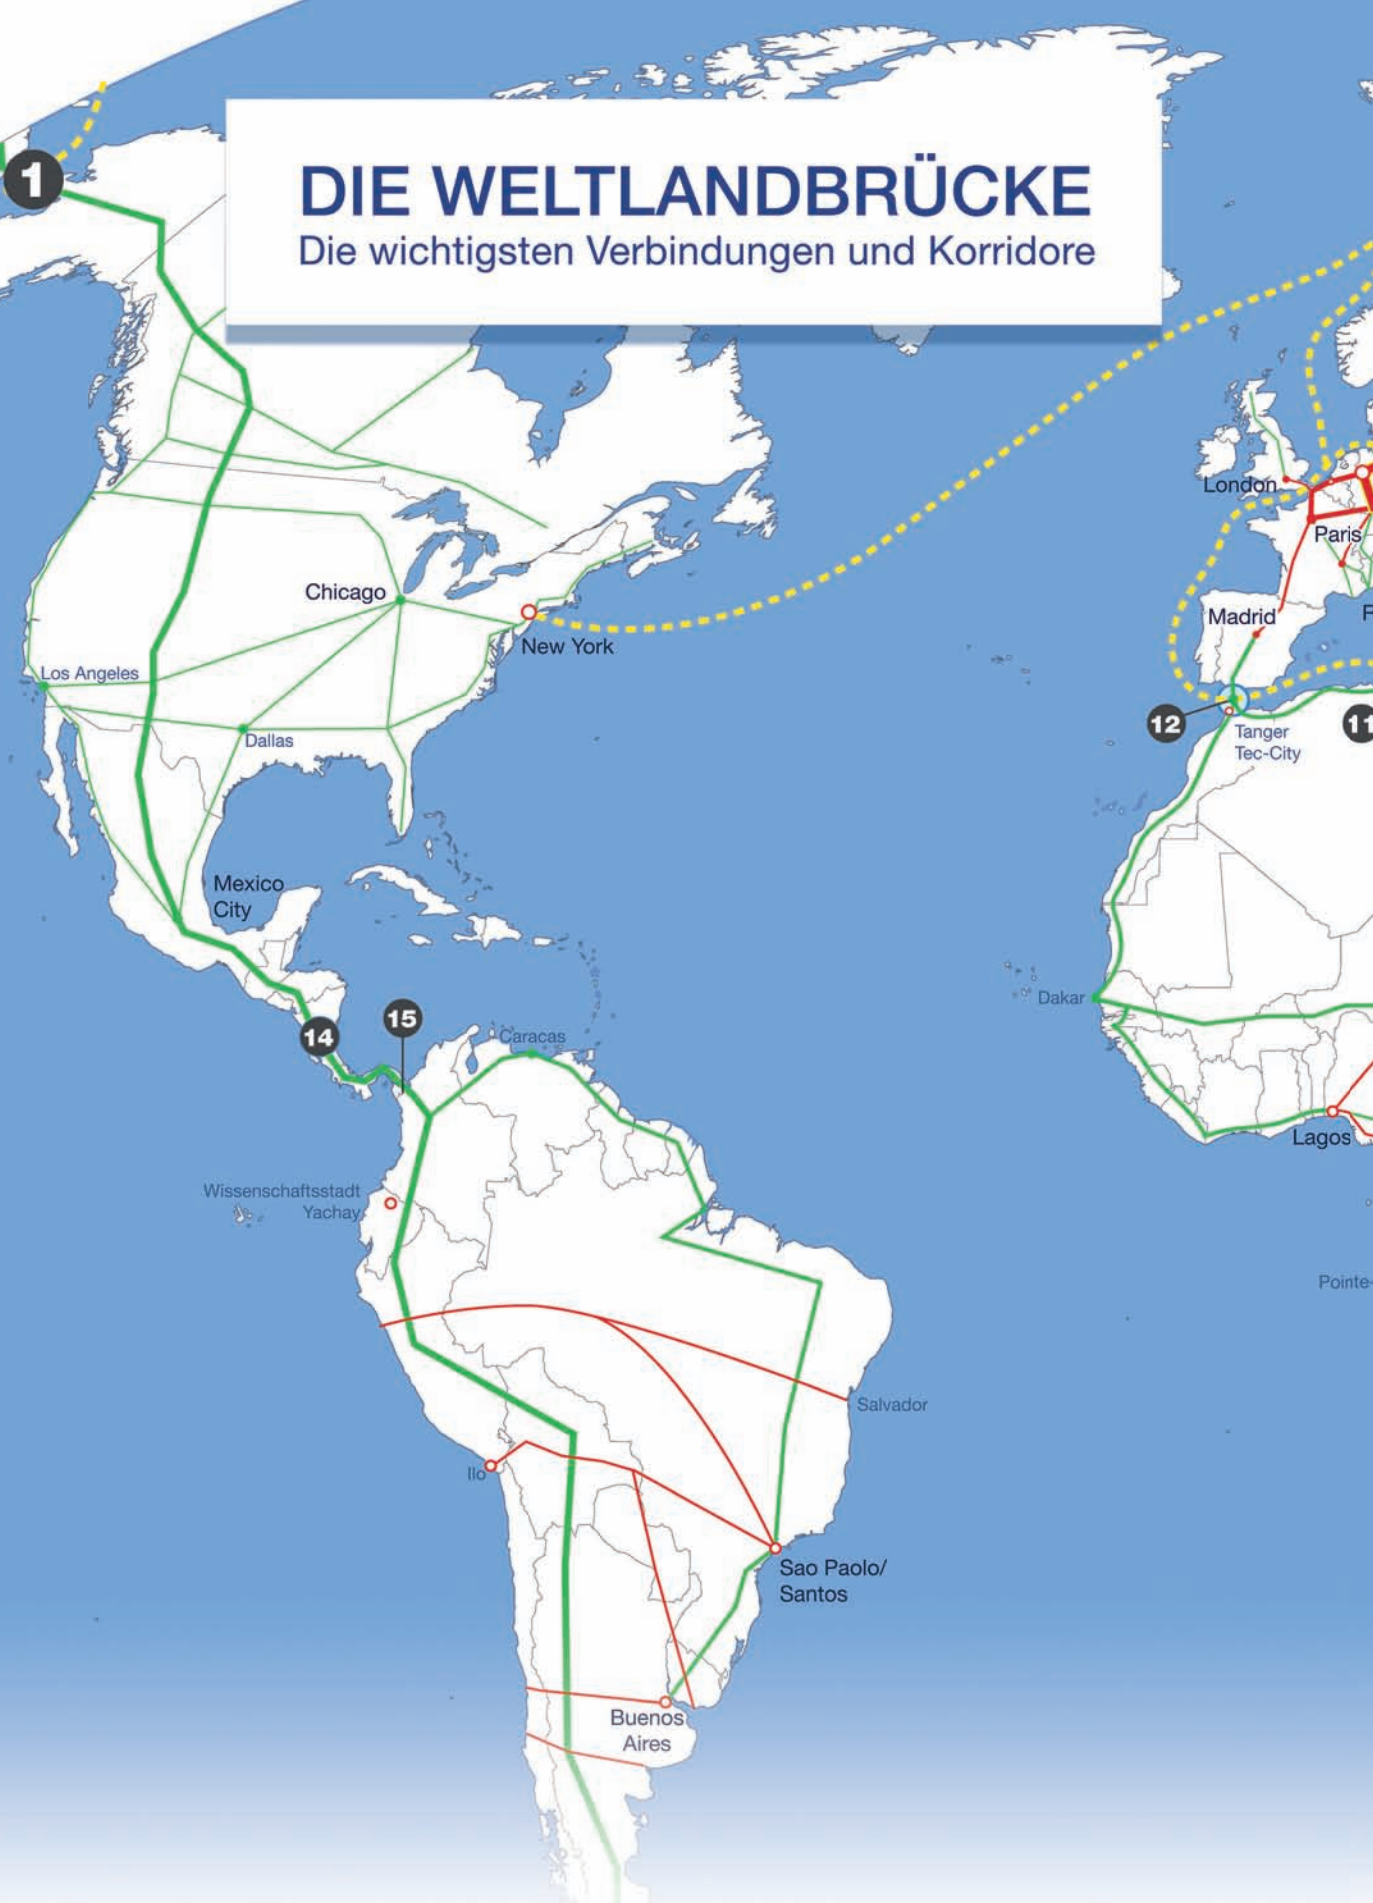 DIE WELTLANDBRÜCKE
Die wichtigsten Verbindungen und Korridore
1
London
Paris
Chicago
New York
Madrid
F
Los Angeles
12
11
Dallas
Tanger
Tec-City
Mexico
City
Dakar
15
14
Caracas
Lagos
Wissenschaftsstadt
Yachay
Pointe-
Salvador
Ilo
Sao Paolo/
Santos
Buenos
Aires